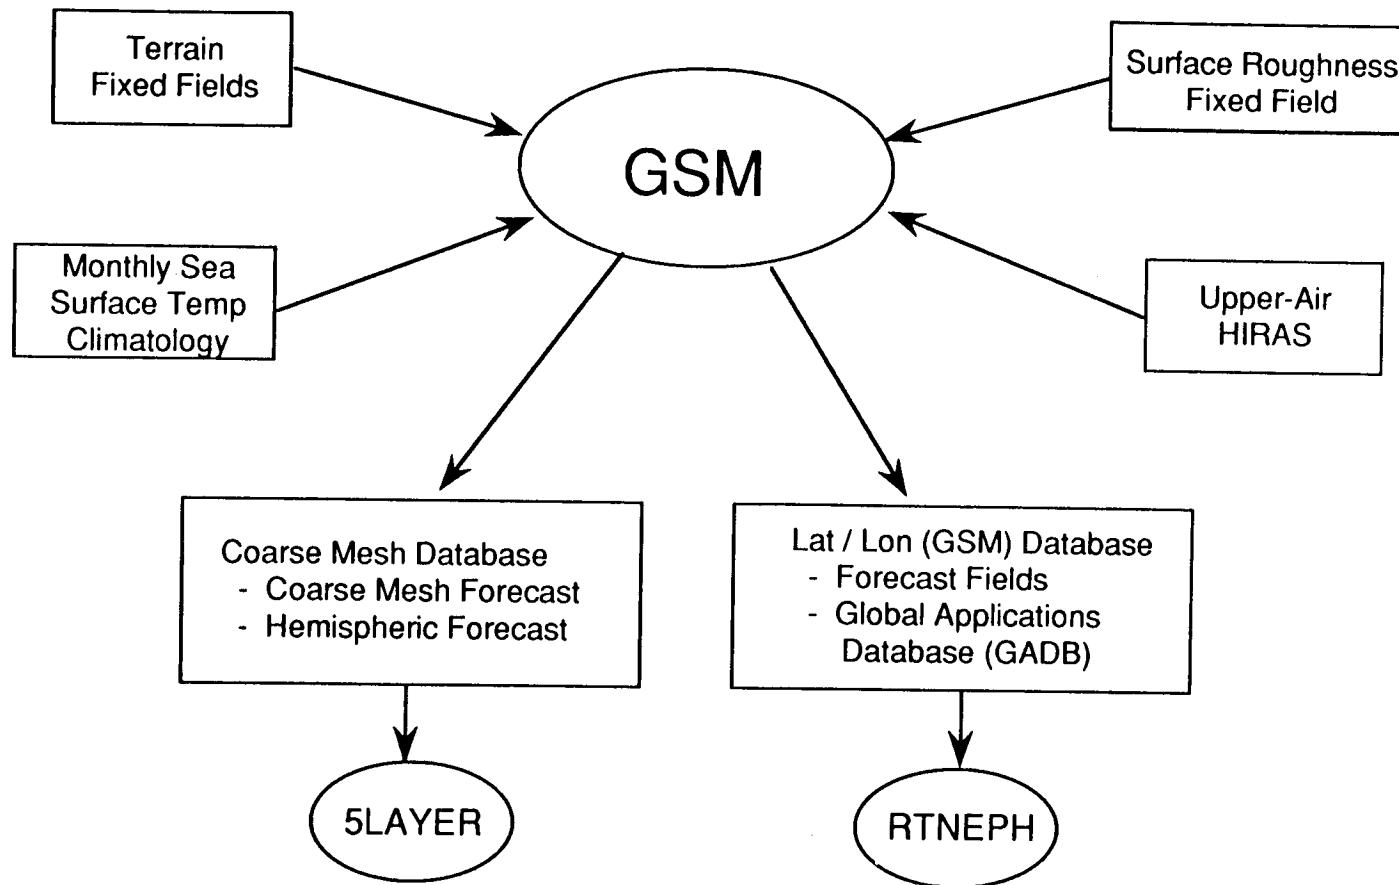 Terrain
Fixed Fields
Surface Roughness
Fixed Field
GSM
Monthly Sea
Surface Temp
Climatology
Upper-Air
HIRAS
Coarse Mesh Database
- Coarse Mesh Forecast
- Hemispheric Forecast
Lat / Lon (GSM) Database
- Forecast Fields
- Global Applications
Database (GADB)
5LAYER
RTNEPH